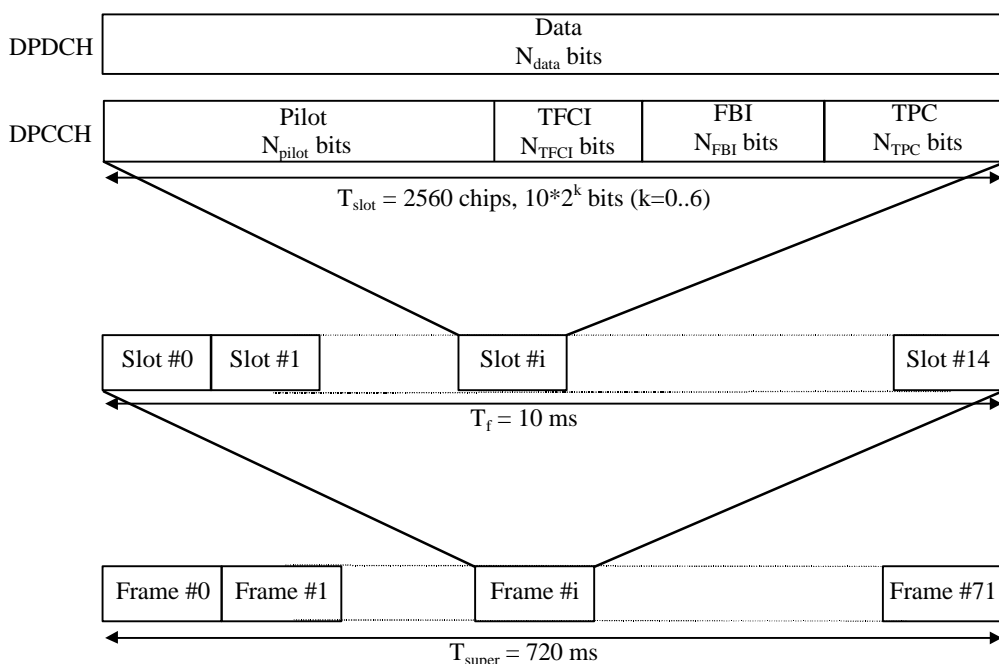 Data
DPDCH
N_data bits
DPCCH
Pilot TFCI FBI TPC
N_pilot bits N_TFCI bits N_FBI bits N_TPC bits
T_slot = 2560 chips, 10*2^k bits (k=0..6)
Slot #0 Slot #1 Slot #i Slot #14
T_f = 10 ms
Frame #0 Frame #1 Frame #i Frame #71
T_super = 720 ms